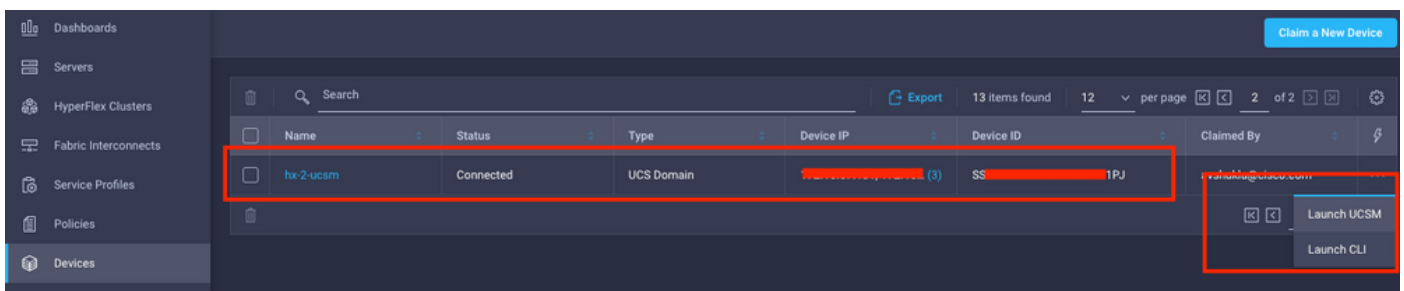 Dashboards
Claim a New Device
Servers
HyperFlex Clusters
Search
Export
13 items found
12
per page
2 of 2
Name
Status
Type
Device IP
Device ID
Claimed By
Fabric Interconnects
hx-2-ucsm
Connected
UCS Domain
(3)
SS
1PJ
Service Profiles
Policies
Launch UCSM
Devices
Launch CLI